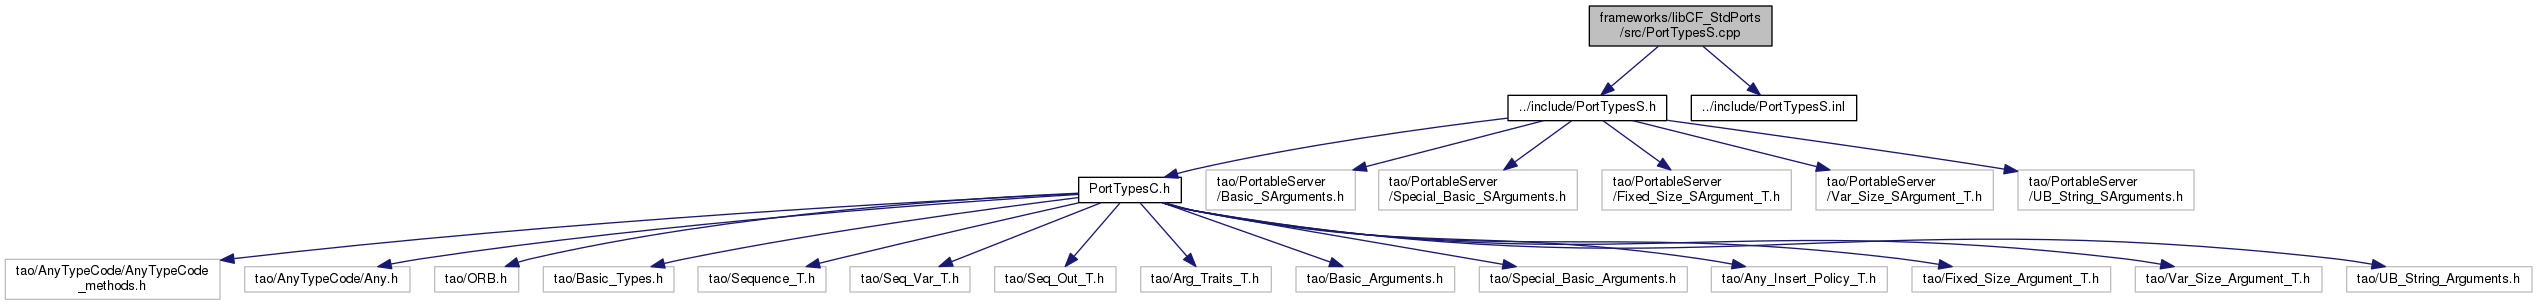 frameworks/libCF_StdPorts
/src/PortTypesS.cpp
../include/PortTypesS.h
../include/PortTypesS.inl
PortTypesC.h
tao/PortableServer
/Basic_SArguments.h
tao/PortableServer
/Special_Basic_SArguments.h
tao/PortableServer
/Fixed_Size_SArgument_T.h
tao/PortableServer
/Var_Size_SArgument_T.h
tao/PortableServer
/UB_String_SArguments.h
tao/AnyTypeCode/AnyTypeCode
_methods.h
tao/AnyTypeCode/Any.h
tao/ORB.h
tao/Basic_Types.h
tao/Sequence_T.h
tao/Seq_Var_T.h
tao/Seq_Out_T.h
tao/Arg_Traits_T.h
tao/Basic_Arguments.h
tao/Special_Basic_Arguments.h
tao/Any_Insert_Policy_T.h
tao/Fixed_Size_Argument_T.h
tao/Var_Size_Argument_T.h
tao/UB_String_Arguments.h